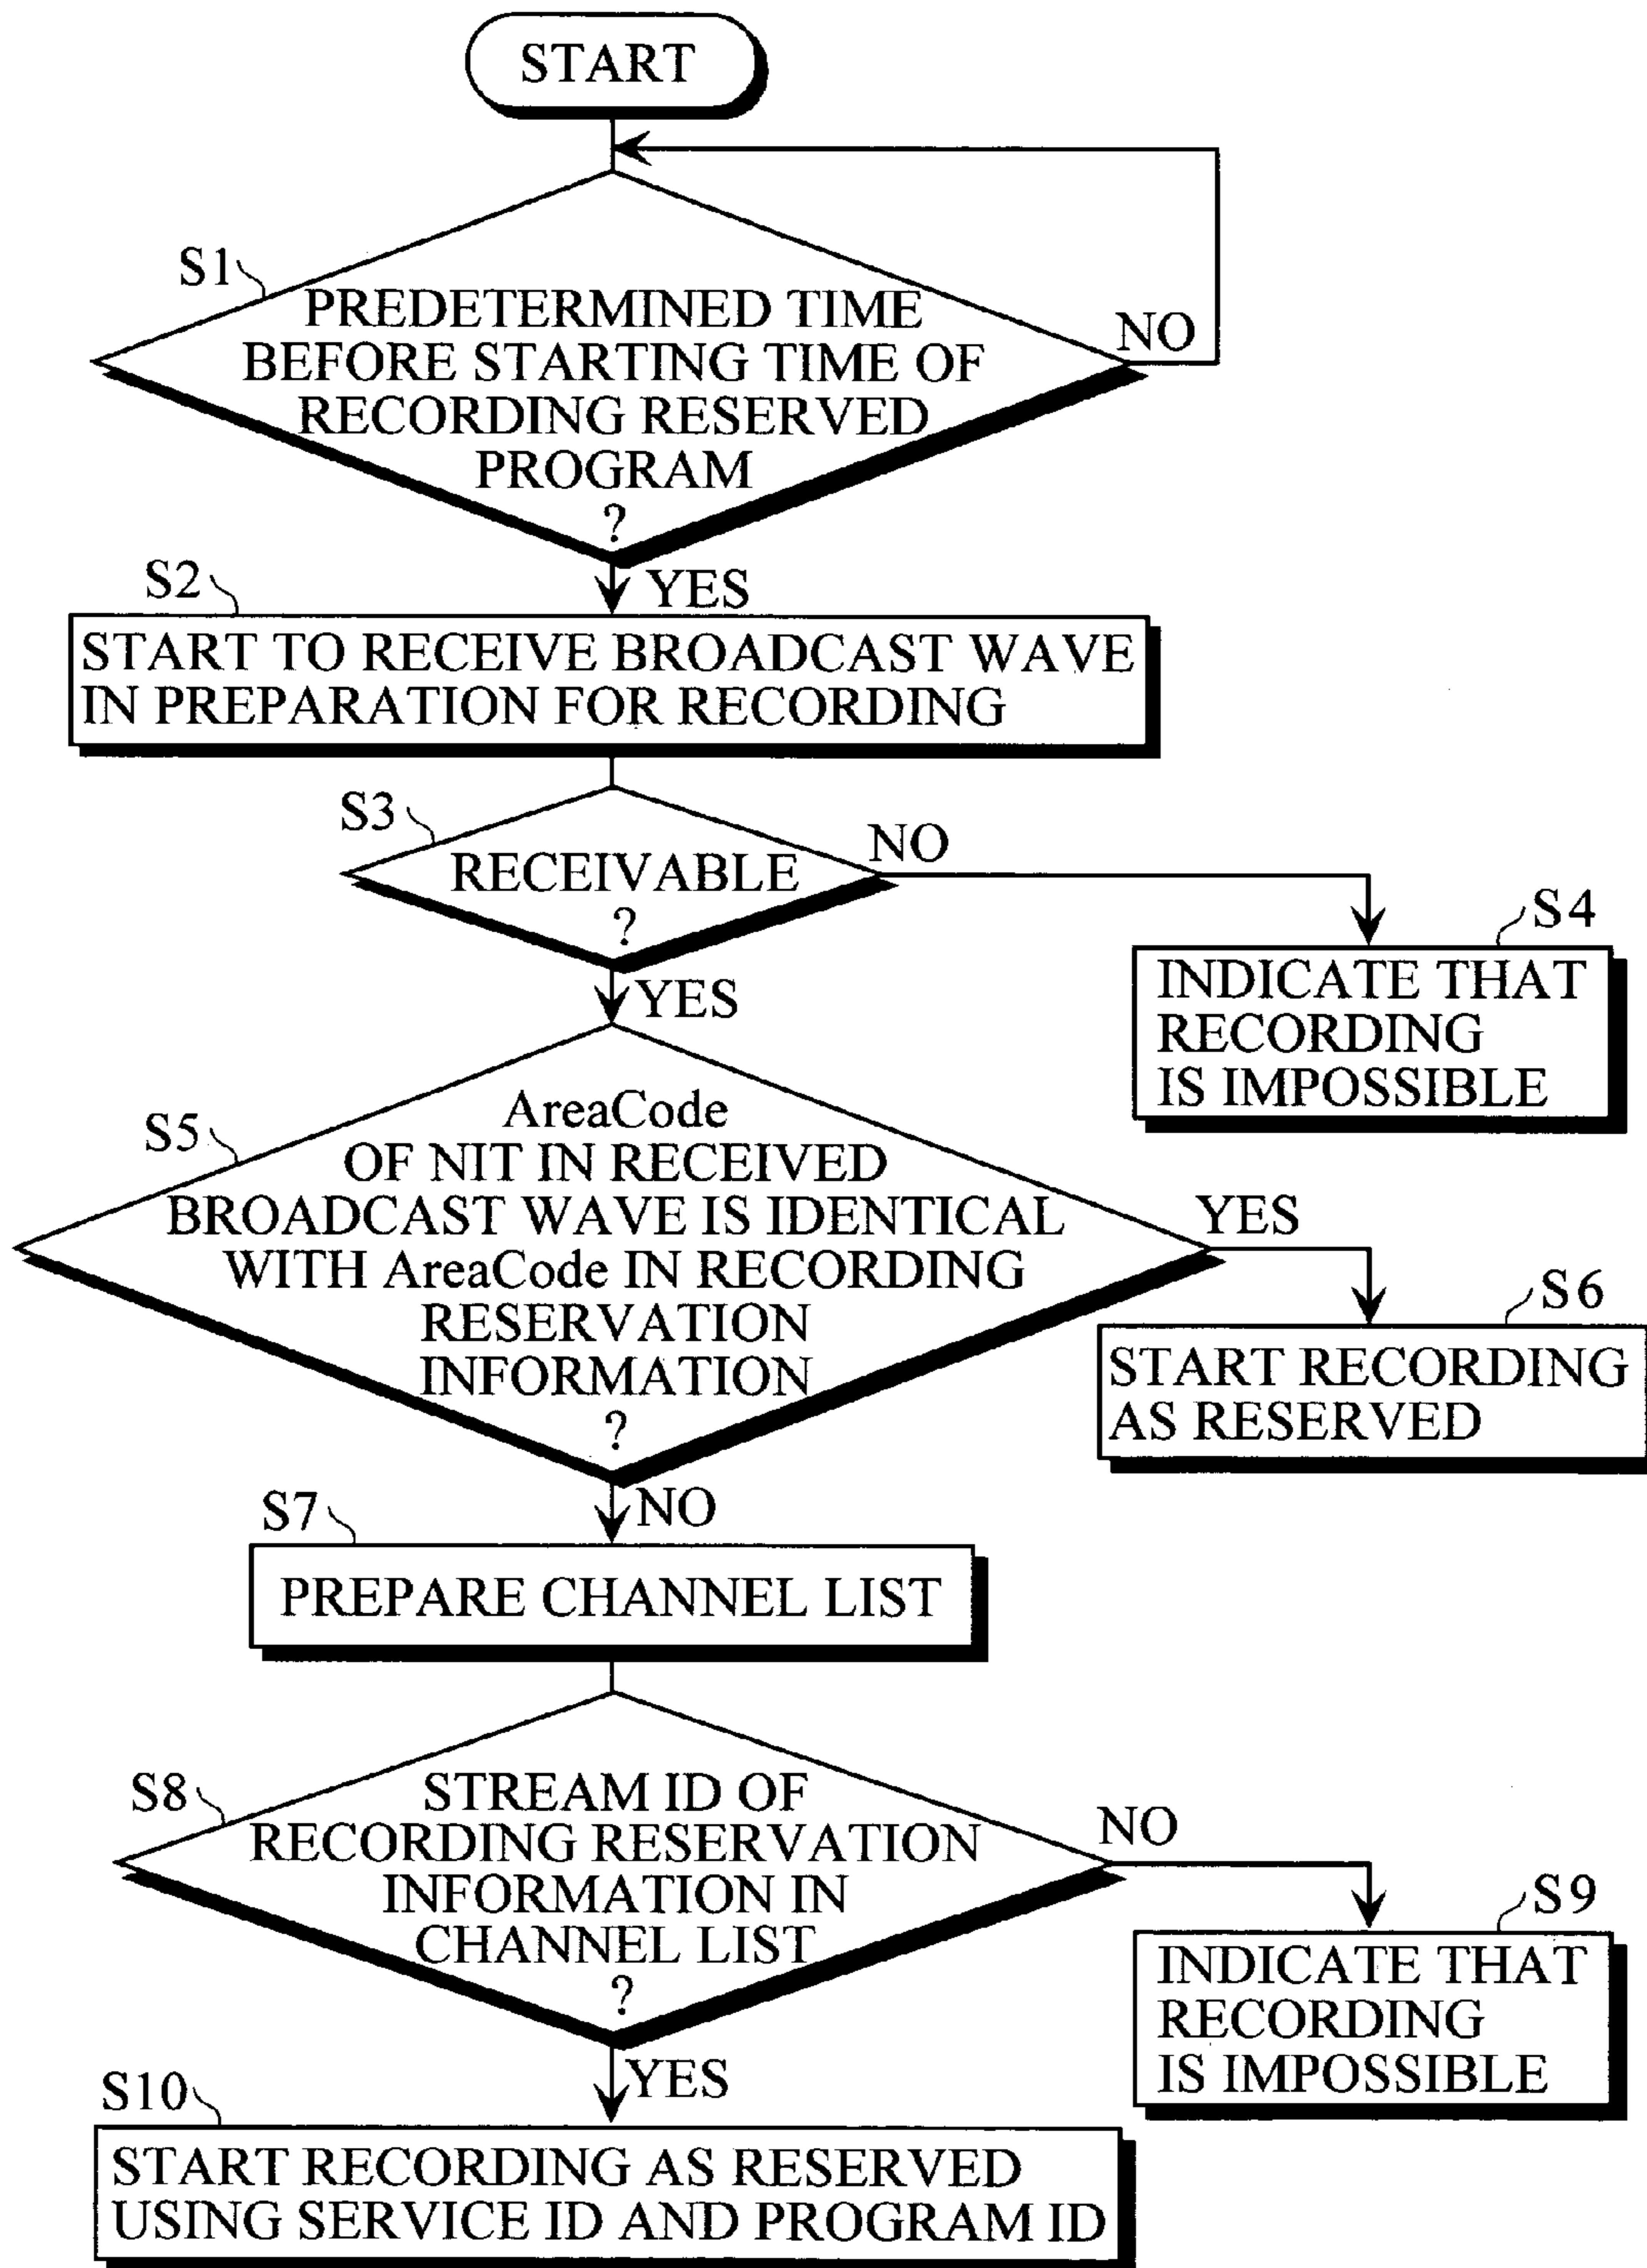 START
S1
PREDETERMINED TIME
BEFORE STARTING TIME OF
RECORDING RESERVED
PROGRAM
?
NO
YES
S2
START TO RECEIVE BROADCAST WAVE
IN PREPARATION FOR RECORDING
S3
RECEIVABLE
?
NO
S4
INDICATE THAT
RECORDING
IS IMPOSSIBLE
YES
S5
AreaCode
OF NIT IN RECEIVED
BROADCAST WAVE IS IDENTICAL
WITH AreaCode IN RECORDING
RESERVATION
INFORMATION
?
YES
S6
START RECORDING
AS RESERVED
NO
S7
PREPARE CHANNEL LIST
S8
STREAM ID OF
RECORDING RESERVATION
INFORMATION IN
CHANNEL LIST
?
NO
S9
INDICATE THAT
RECORDING
IS IMPOSSIBLE
YES
S10
START RECORDING AS RESERVED
USING SERVICE ID AND PROGRAM ID